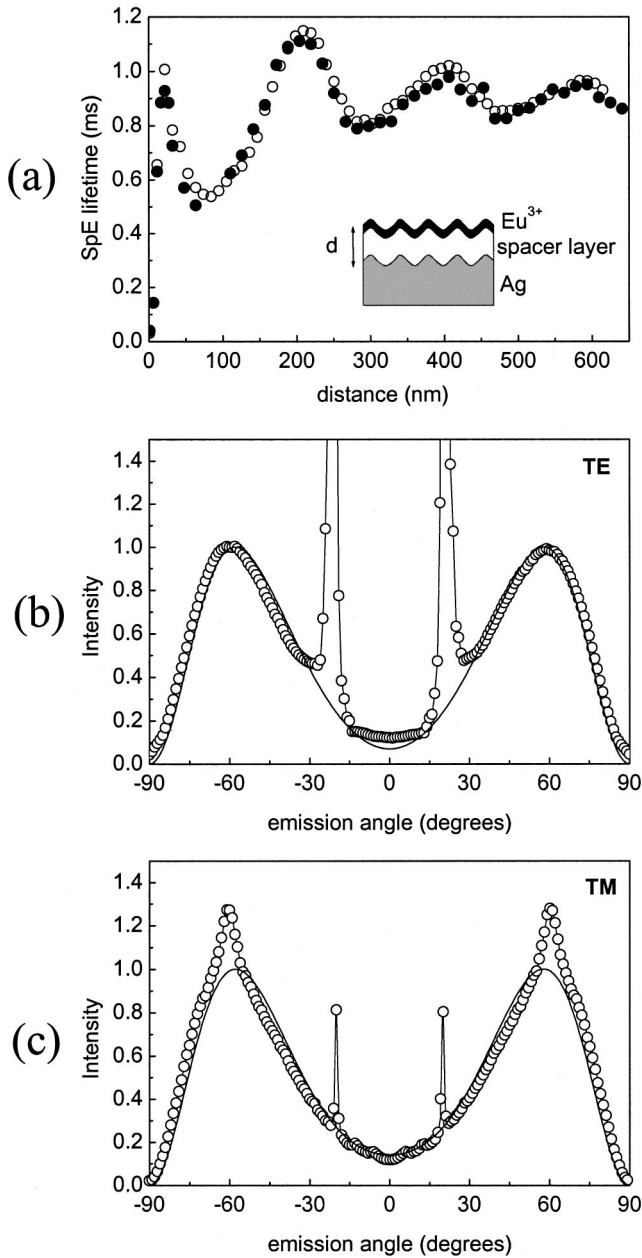 (a)
SpE lifetime (ms)
1.2
1.0
0.8
0.6
0.4
0.2
0.0
Eu3+
spacer layer
d
Ag
0 100 200 300 400 500 600
distance (nm)
(b)
Intensity
TE
1.4
1.2
1.0
0.8
0.6
0.4
0.2
0.0
-90 -60 -30 0 30 60 90
emission angle (degrees)
(c)
Intensity
TM
1.4
1.2
1.0
0.8
0.6
0.4
0.2
0.0
-90 -60 -30 0 30 60 90
emission angle (degrees)